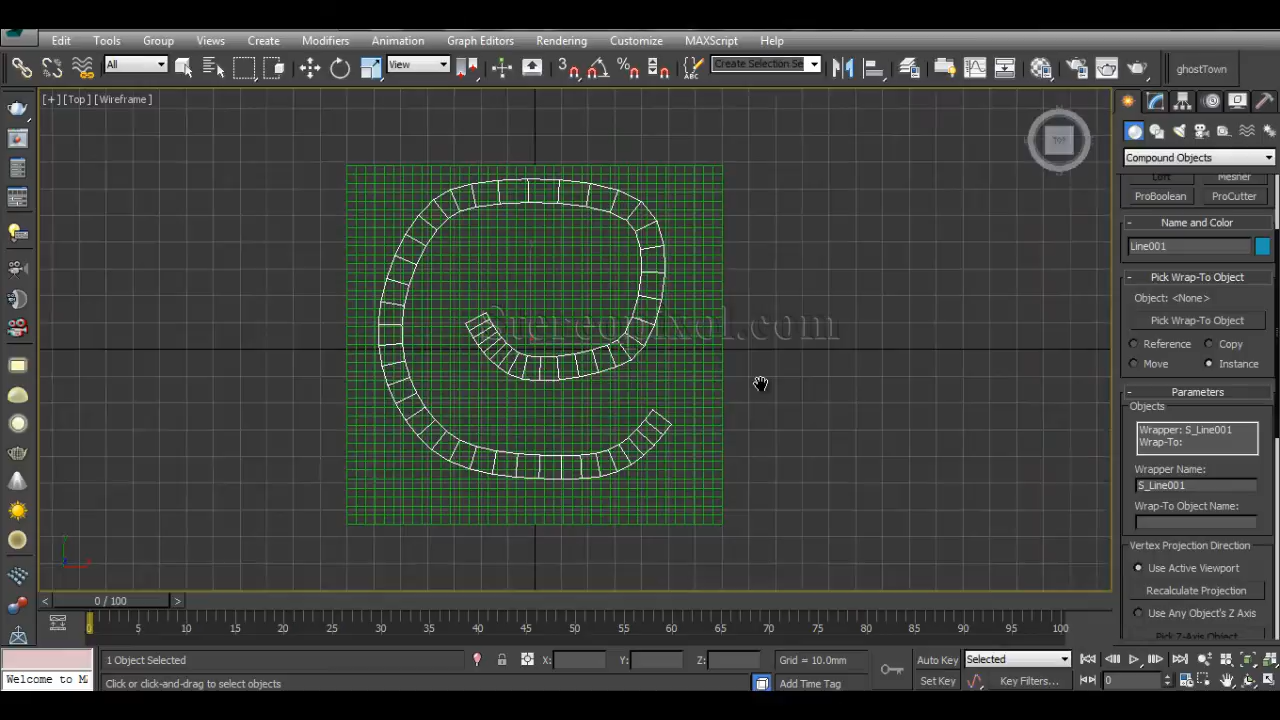 Edit Tools Group Views Create Modifiers Animation Graph Editors Rendering Customize MAXScript Help
All View Create Selection Se ghostTown
[+] [Top] [Wireframe]
TOP
Compound Objects
Loft Mesher
ProBoolean ProCutter
- Name and Color
Line001
- Pick Wrap-To Object
Object: <None>
Pick Wrap-To Object
Reference Copy
Move Instance
- Parameters
Objects
Wrapper: S_Line001
Wrap-To:
Wrapper Name:
S_Line001
Wrap-To Object Name:
Vertex Projection Direction
Use Active Viewport
Recalculate Projection
Use Any Object's Z Axis
Pick Z-Axis Object
Stereopixol.com
< 0 / 100 >
0 5 10 15 20 25 30 35 40 45 50 55 60 65 70 75 80 85 90 95 100
1 Object Selected X: Y: Z: Grid = 10.0mm Auto Key Selected
Welcome to M Click or click-and-drag to select objects Add Time Tag Set Key Key Filters... 0